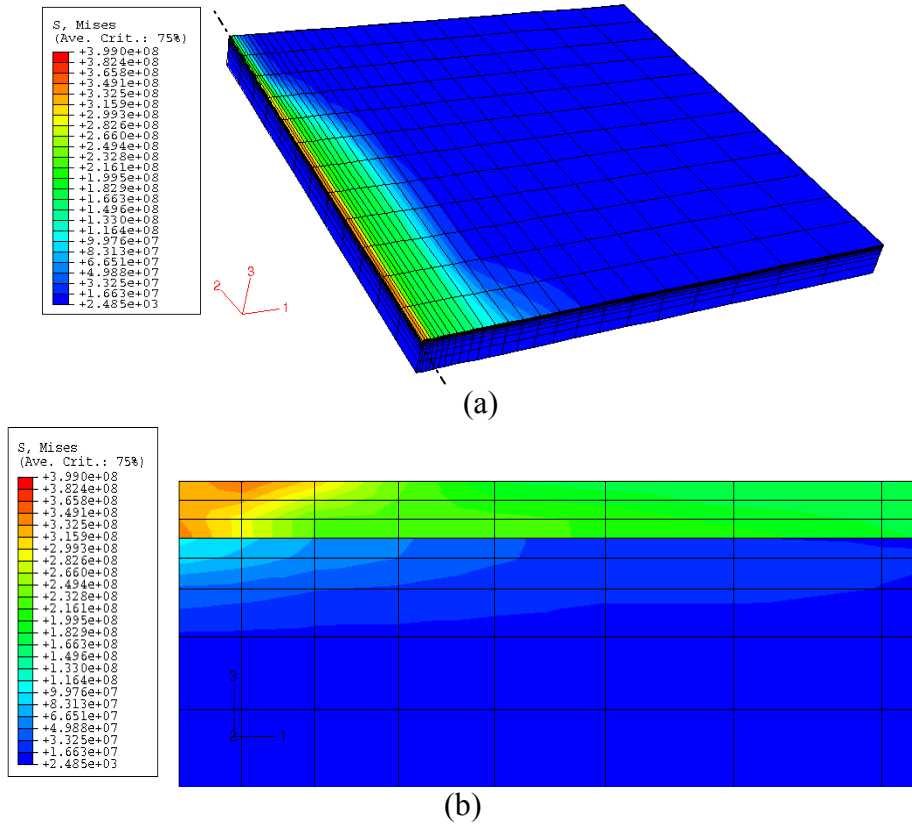 S, Mises
(Ave. Crit.: 75%)
+3.990e+08
+3.824e+08
+3.658e+08
+3.491e+08
+3.325e+08
+3.159e+08
+2.993e+08
+2.826e+08
+2.660e+08
+2.494e+08
+2.328e+08
+2.161e+08
+1.995e+08
+1.829e+08
+1.663e+08
+1.496e+08
+1.330e+08
+1.164e+08
+9.976e+07
+8.313e+07
+6.651e+07
+4.988e+07
+3.325e+07
+1.663e+07
+2.485e+03
2
3
1
(a)
S, Mises
(Ave. Crit.: 75%)
+3.990e+08
+3.824e+08
+3.658e+08
+3.491e+08
+3.325e+08
+3.159e+08
+2.993e+08
+2.826e+08
+2.660e+08
+2.494e+08
+2.328e+08
+2.161e+08
+1.995e+08
+1.829e+08
+1.663e+08
+1.496e+08
+1.330e+08
+1.164e+08
+9.976e+07
+8.313e+07
+6.651e+07
+4.988e+07
+3.325e+07
+1.663e+07
+2.485e+03
3
2
1
(b)